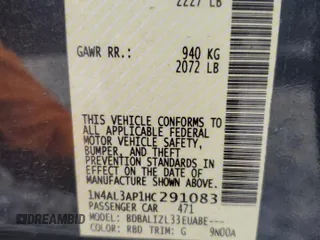 2227 LB
GAWR RR.: 940 KG
2072 LB
THIS VEHICLE CONFORMS TO
ALL APPLICABLE FEDERAL
MOTOR VEHICLE SAFETY,
BUMPER, AND THEFT
PREVENTION STANDARDS IN
EFFECT ON THE DATE OF
MANUFACTURE SHOWN ABOVE.
1N4AL3AP1HC291083
PASSENGER CAR 471
MODEL: BDBALTZL33EUABE----
COLOR: RBD TRIM: G 9N00A
BIDAMBID